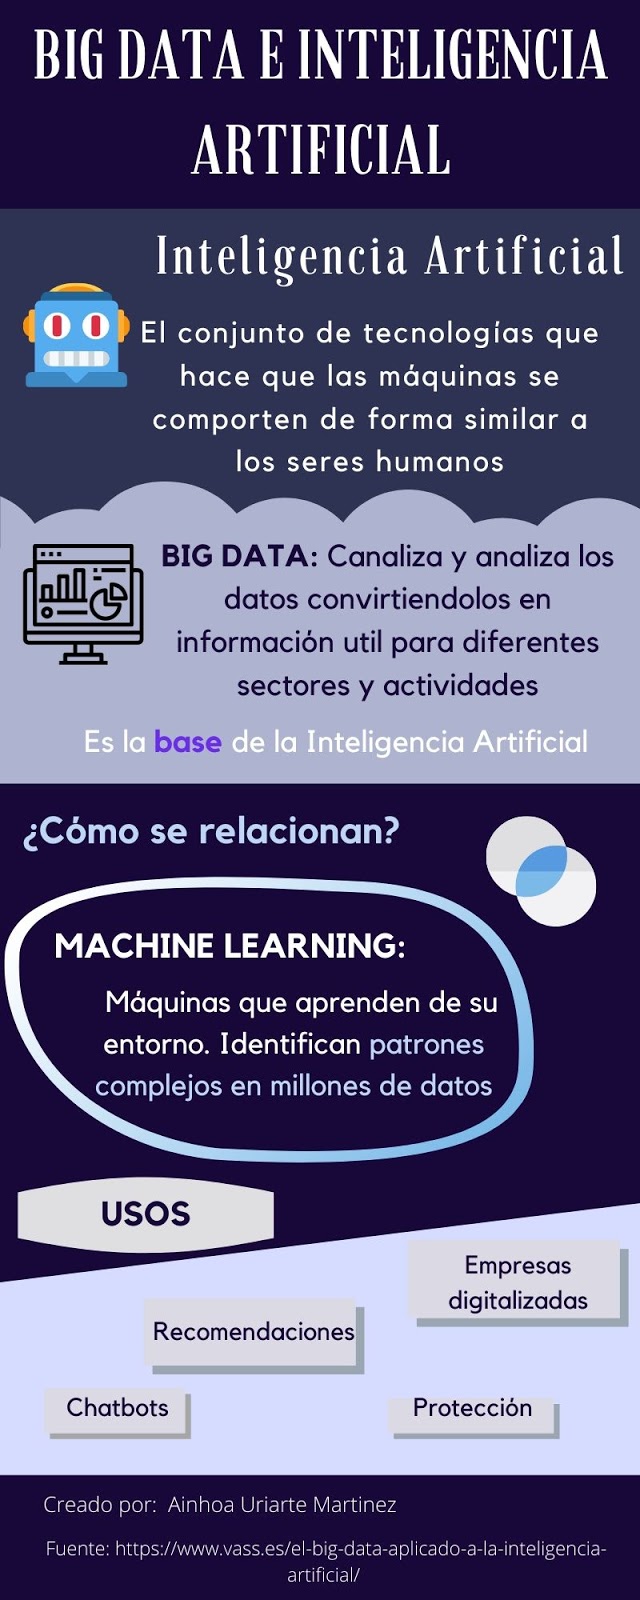 BIG DATA E INTELIGENCIA
ARTIFICIAL
Inteligencia Artificial
El conjunto de tecnologías que
hace que las máquinas se
comporten de forma similar a
los seres humanos
BIG DATA: Canaliza y analiza los
datos convirtiendolos en
información util para diferentes
sectores y actividades
Es la base de la Inteligencia Artificial
¿Cómo se relacionan?
MACHINE LEARNING:
Máquinas que aprenden de su
entorno. Identifican patrones
complejos en millones de datos
USOS
Empresas
digitalizadas
Recomendaciones
Chatbots
Protección
Creado por: Ainhoa Uriarte Martinez
Fuente: https://www.vass.es/el-big-data-aplicado-a-la-inteligencia-
artificial/